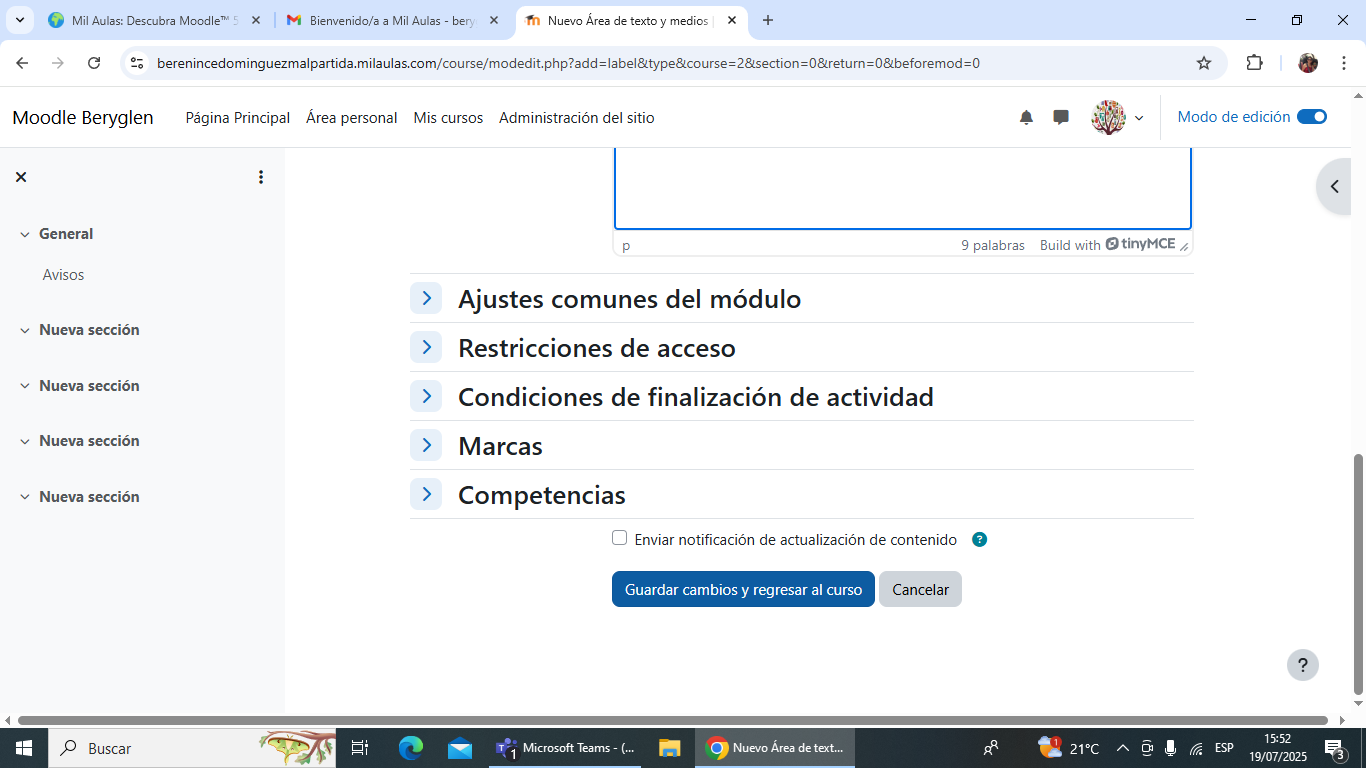 Mil Aulas: Descubra Moodle™ 5
Bienvenido/a a Mil Aulas - bery
Nuevo Área de texto y medios |
berenincedominguezmalpartida.milaulas.com/course/modedit.php?add=label&type&course=2&section=0&return=0&beforemod=0
Moodle Beryglen
Página Principal
Área personal
Mis cursos
Administración del sitio
Modo de edición
General
Avisos
Nueva sección
Nueva sección
Nueva sección
Nueva sección
p
9 palabras
Build with tinyMCE
Ajustes comunes del módulo
Restricciones de acceso
Condiciones de finalización de actividad
Marcas
Competencias
Enviar notificación de actualización de contenido ?
Guardar cambios y regresar al curso
Cancelar
?
Buscar
1
Microsoft Teams - (...
Nuevo Área de text...
1
21°C
ESP
15:52
19/07/2025
3